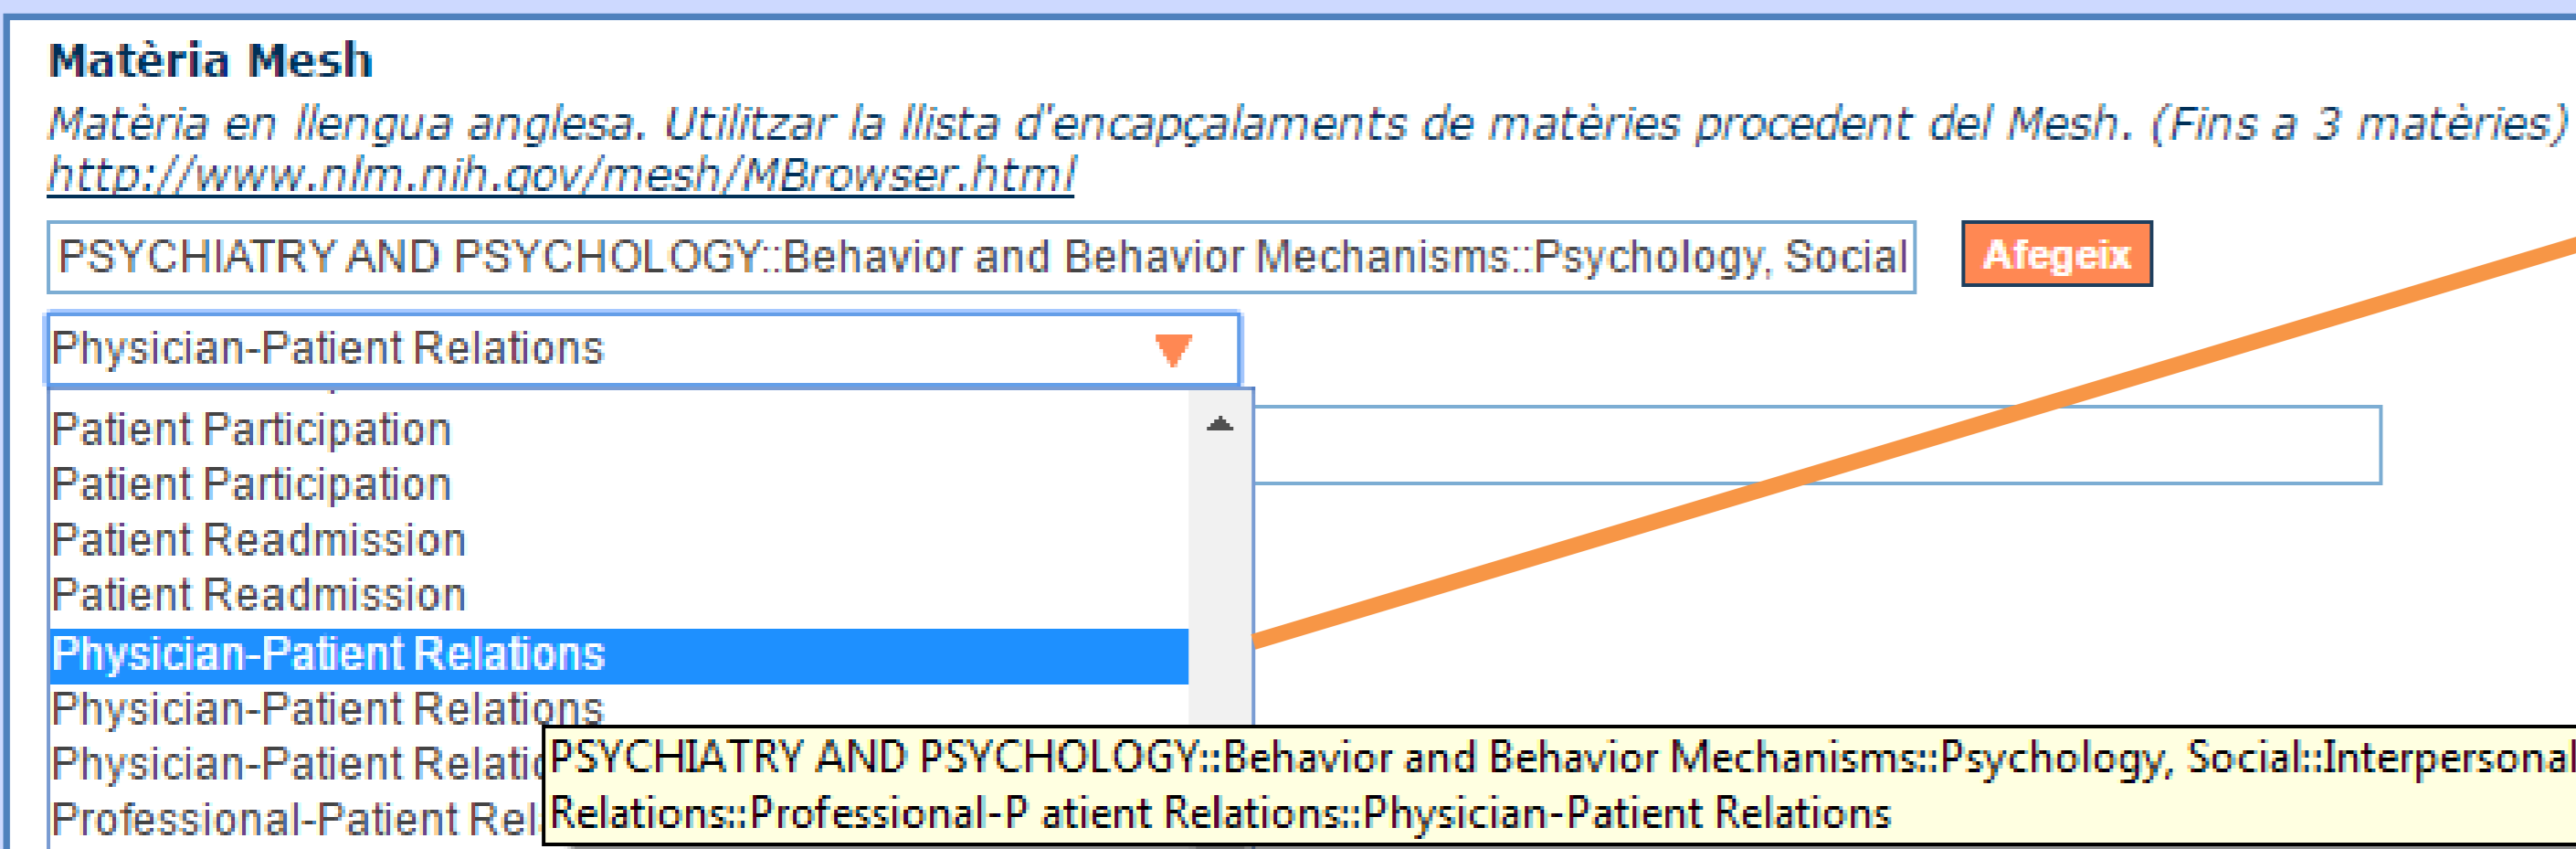 Matèria Mesh
Matèria en llengua anglesa. Utilitzar la llista d'encapçalaments de matèries procedent del Mesh. (Fins a 3 matèries)
http://www.nlm.nih.gov/mesh/MBrowser.html
PSYCHIATRY AND PSYCHOLOGY::Behavior and Behavior Mechanisms::Psychology, Social
Afegeix
Physician-Patient Relations
Patient Participation
Patient Participation
Patient Readmission
Patient Readmission
Physician-Patient Relations
Physician-Patient Relations
Physician-Patient Relatio
Professional-Patient Rel
PSYCHIATRY AND PSYCHOLOGY::Behavior and Behavior Mechanisms::Psychology, Social::Interpersonal
Relations::Professional-P atient Relations::Physician-Patient Relations